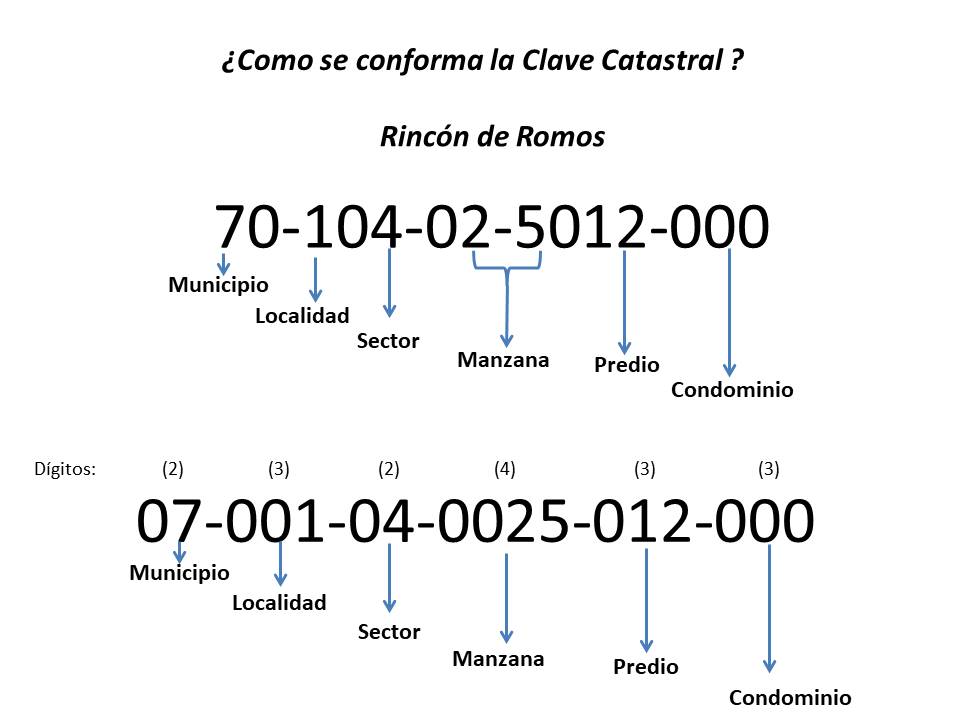 ¿Como se conforma la Clave Catastral ?
Rincón de Romos
70-104-02-5012-000
Municipio
Localidad
Sector
Manzana
Predio
Condominio
Dígitos: (2) (3) (2) (4) (3) (3)
07-001-04-0025-012-000
Municipio
Localidad
Sector
Manzana
Predio
Condominio